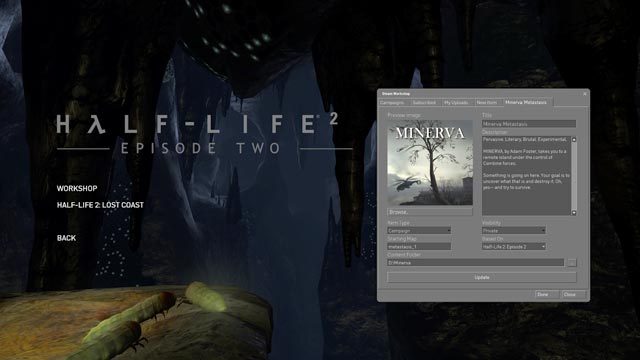 HλLF-LIFE²
EPISODE TWO
WORKSHOP
HALF-LIFE 2: LOST COAST
BACK
Steam Workshop
Campaigns Subscribed My Uploads New Item Minerva Metastasis
Preview Image
MINERVA
Browse..
Title
Minerva Metastasis
Description
Pervasive. Literary. Brutal. Experimental.
MINERVA, by Adam Foster, takes you to a
remote island under the control of
Combine forces.
Something is going on here. Your goal is to
uncover what that is and destroy it. Oh,
yes—and try to survive.
Item Type Visibility
Campaign Private
Starting Map Based On
metastasis_1 Half-Life 2: Episode 2
Content Folder
D:\Minerva
Update
Done Close